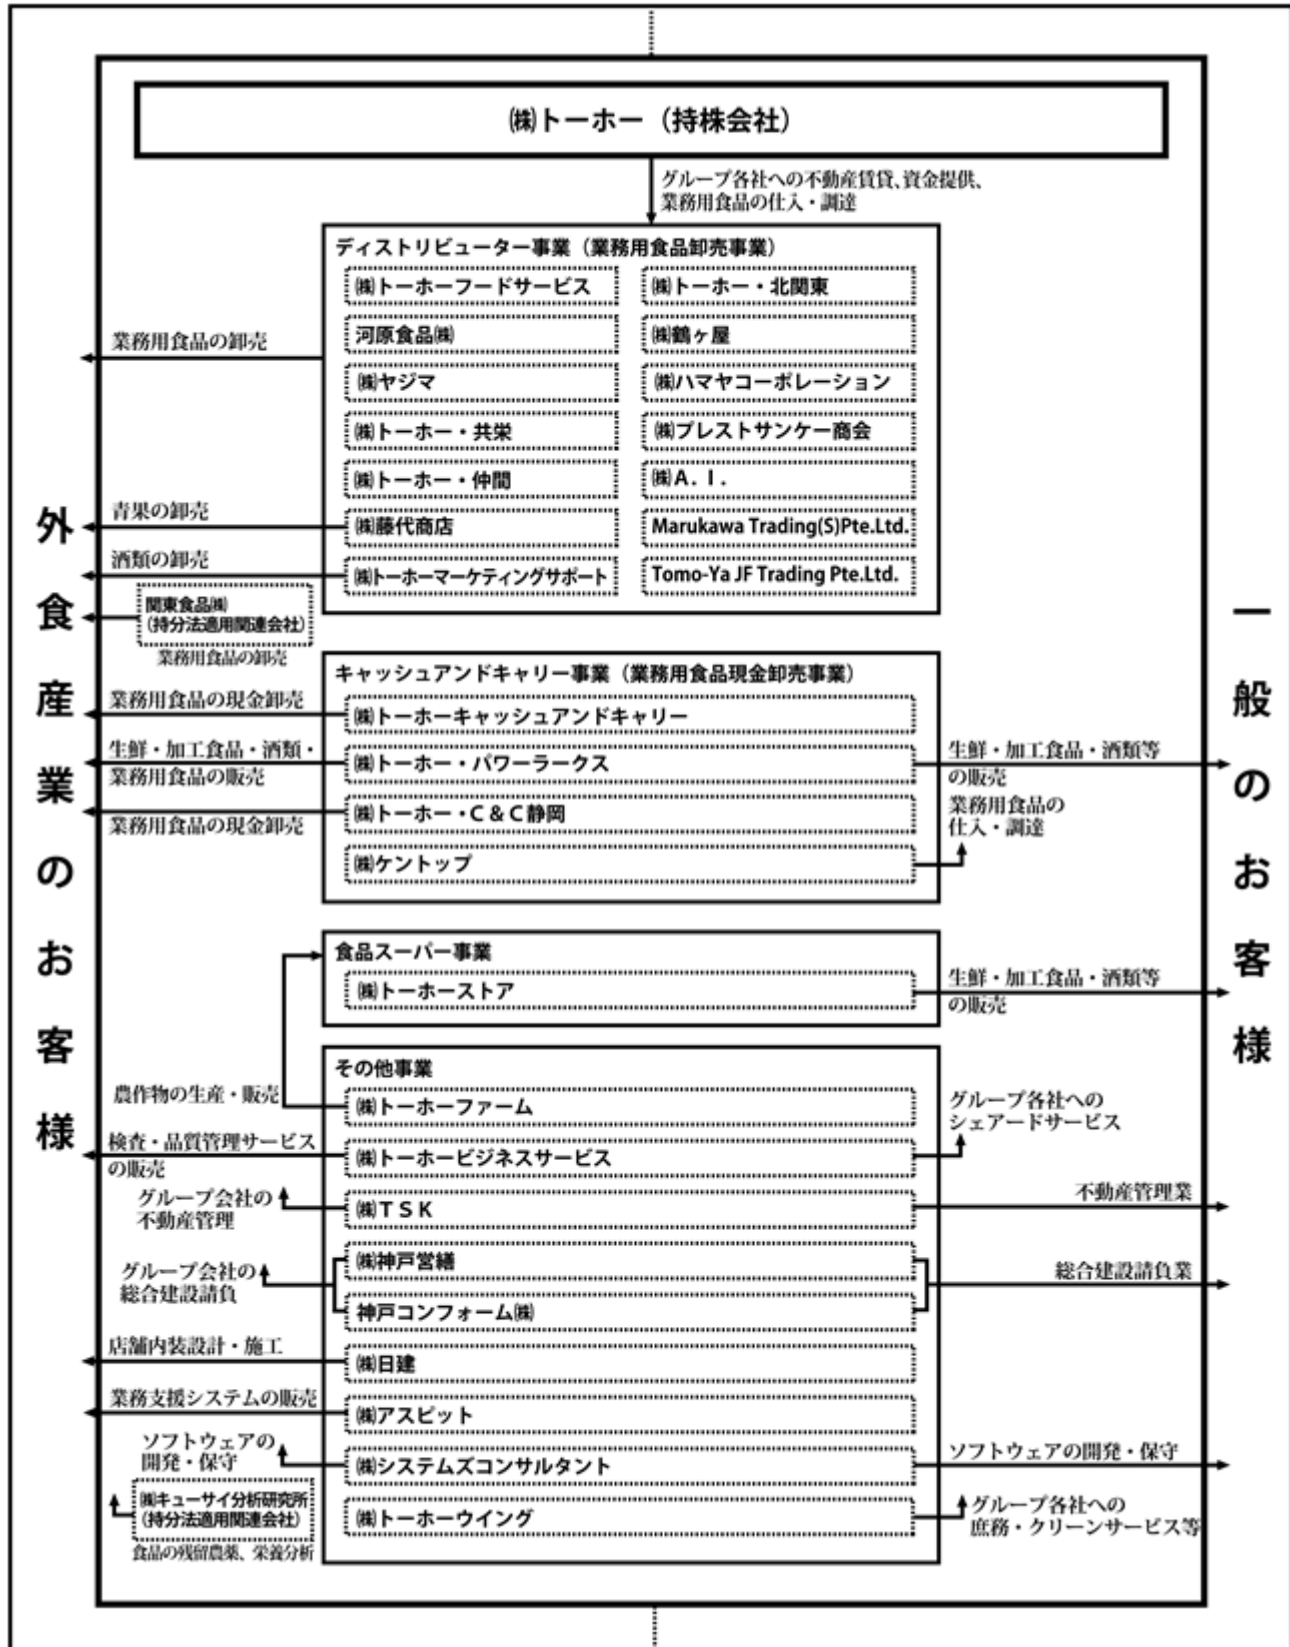 ㈱トーホー（持株会社）
グループ各社への不動産賃貸、資金提供、
業務用食品の仕入・調達
ディストリビューター事業（業務用食品卸売事業）
㈱トーホーフードサービス
㈱トーホー・北関東
河原食品㈱
㈱鶴ヶ屋
㈱ヤジマ
㈱ハマヤコーポレーション
㈱トーホー・共栄
㈱プレストサンケー商会
㈱トーホー・仲間
㈱Ａ．Ｉ．
㈱藤代商店
Marukawa Trading(S)Pte.Ltd.
㈱トーホーマーケティングサポート
Tomo-Ya JF Trading Pte.Ltd.
業務用食品の卸売
青果の卸売
酒類の卸売
関東食品㈱
（持分法適用関連会社）
業務用食品の卸売
外食産業のお客様
一般のお客様
キャッシュアンドキャリー事業（業務用食品現金卸売事業）
業務用食品の現金卸売
㈱トーホーキャッシュアンドキャリー
生鮮・加工食品・酒類・
業務用食品の販売
㈱トーホー・パワーラークス
生鮮・加工食品・酒類等
の販売
業務用食品の現金卸売
㈱トーホー・Ｃ＆Ｃ静岡
業務用食品の
仕入・調達
㈱ケントップ
食品スーパー事業
㈱トーホーストア
生鮮・加工食品・酒類等
の販売
その他事業
農作物の生産・販売
㈱トーホーファーム
グループ各社への
シェアードサービス
検査・品質管理サービス
の販売
㈱トーホービジネスサービス
グループ会社の
不動産管理
㈱ＴＳＫ
不動産管理業
グループ会社の
総合建設請負
㈱神戸営繕
神戸コンフォーム㈱
総合建設請負業
店舗内装設計・施工
㈱日建
業務支援システムの販売
㈱アスピット
ソフトウェアの
開発・保守
㈱システムズコンサルタント
ソフトウェアの開発・保守
㈱キューサイ分析研究所
（持分法適用関連会社）
食品の残留農薬、栄養分析
㈱トーホーウイング
グループ各社への
庶務・クリーンサービス等